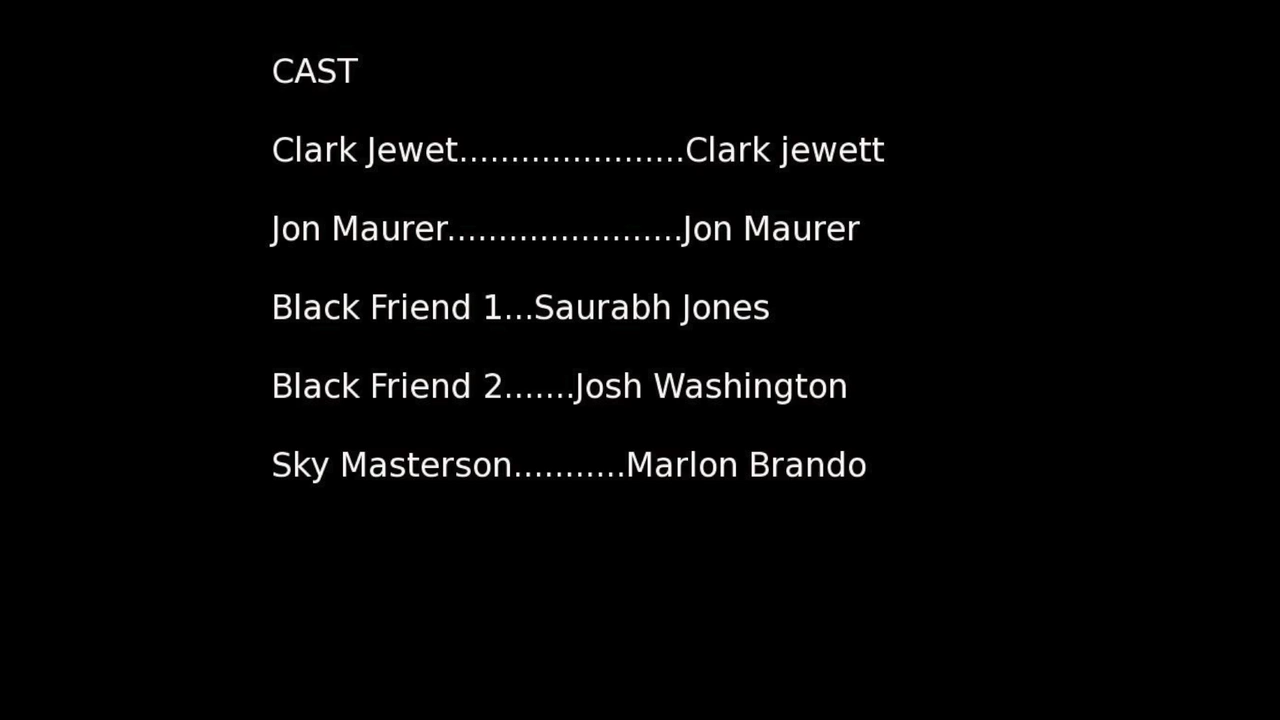 CAST
Clark Jewet......................Clark jewett
Jon Maurer.......................Jon Maurer
Black Friend 1...Saurabh Jones
Black Friend 2.......Josh Washington
Sky Masterson...........Marlon Brando